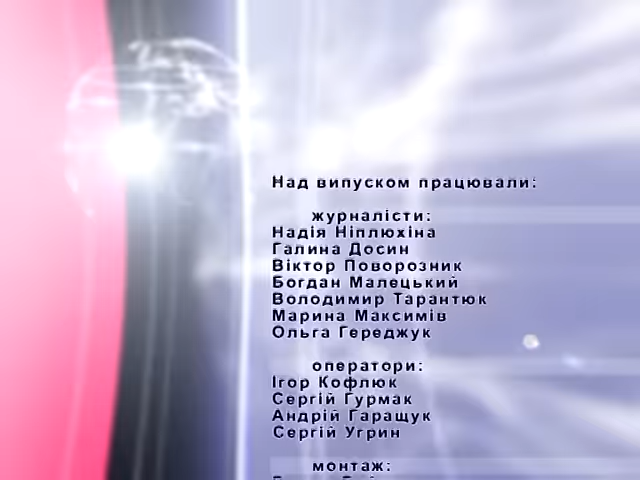 Над випуском працювали:
журналісти:
Надія Ніплюхіна
Галина Досин
Віктор Поворозник
Богдан Малецький
Володимир Тарантюк
Марина Максимів
Ольга Гереджук
оператори:
Ігор Кофлюк
Сергій Гурмак
Андрій Гаращук
Сергій Угрин
монтаж: